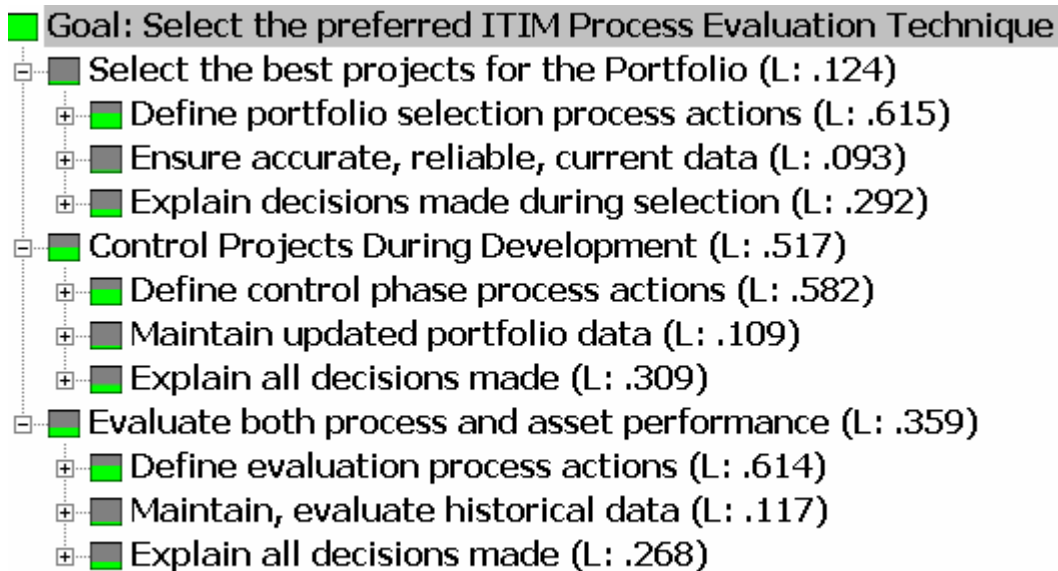 Goal: Select the preferred ITIM Process Evaluation Technique
Select the best projects for the Portfolio (L: .124)
Define portfolio selection process actions (L: .615)
Ensure accurate, reliable, current data (L: .093)
Explain decisions made during selection (L: .292)
Control Projects During Development (L: .517)
Define control phase process actions (L: .582)
Maintain updated portfolio data (L: .109)
Explain all decisions made (L: .309)
Evaluate both process and asset performance (L: .359)
Define evaluation process actions (L: .614)
Maintain, evaluate historical data (L: .117)
Explain all decisions made (L: .268)